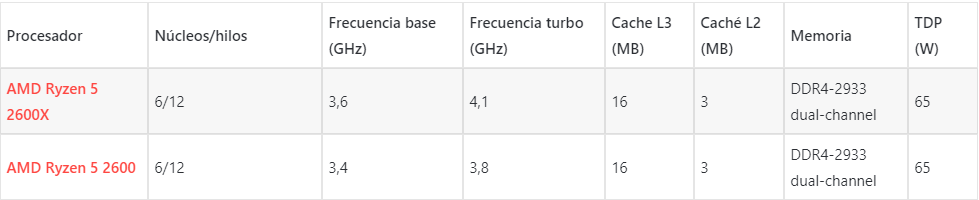 Procesador Núcleos/hilos Frecuencia base (GHz) Frecuencia turbo (GHz) Cache L3 (MB) Caché L2 (MB) Memoria TDP (W)
AMD Ryzen 5 2600X 6/12 3,6 4,1 16 3 DDR4-2933 dual-channel 65
AMD Ryzen 5 2600 6/12 3,4 3,8 16 3 DDR4-2933 dual-channel 65